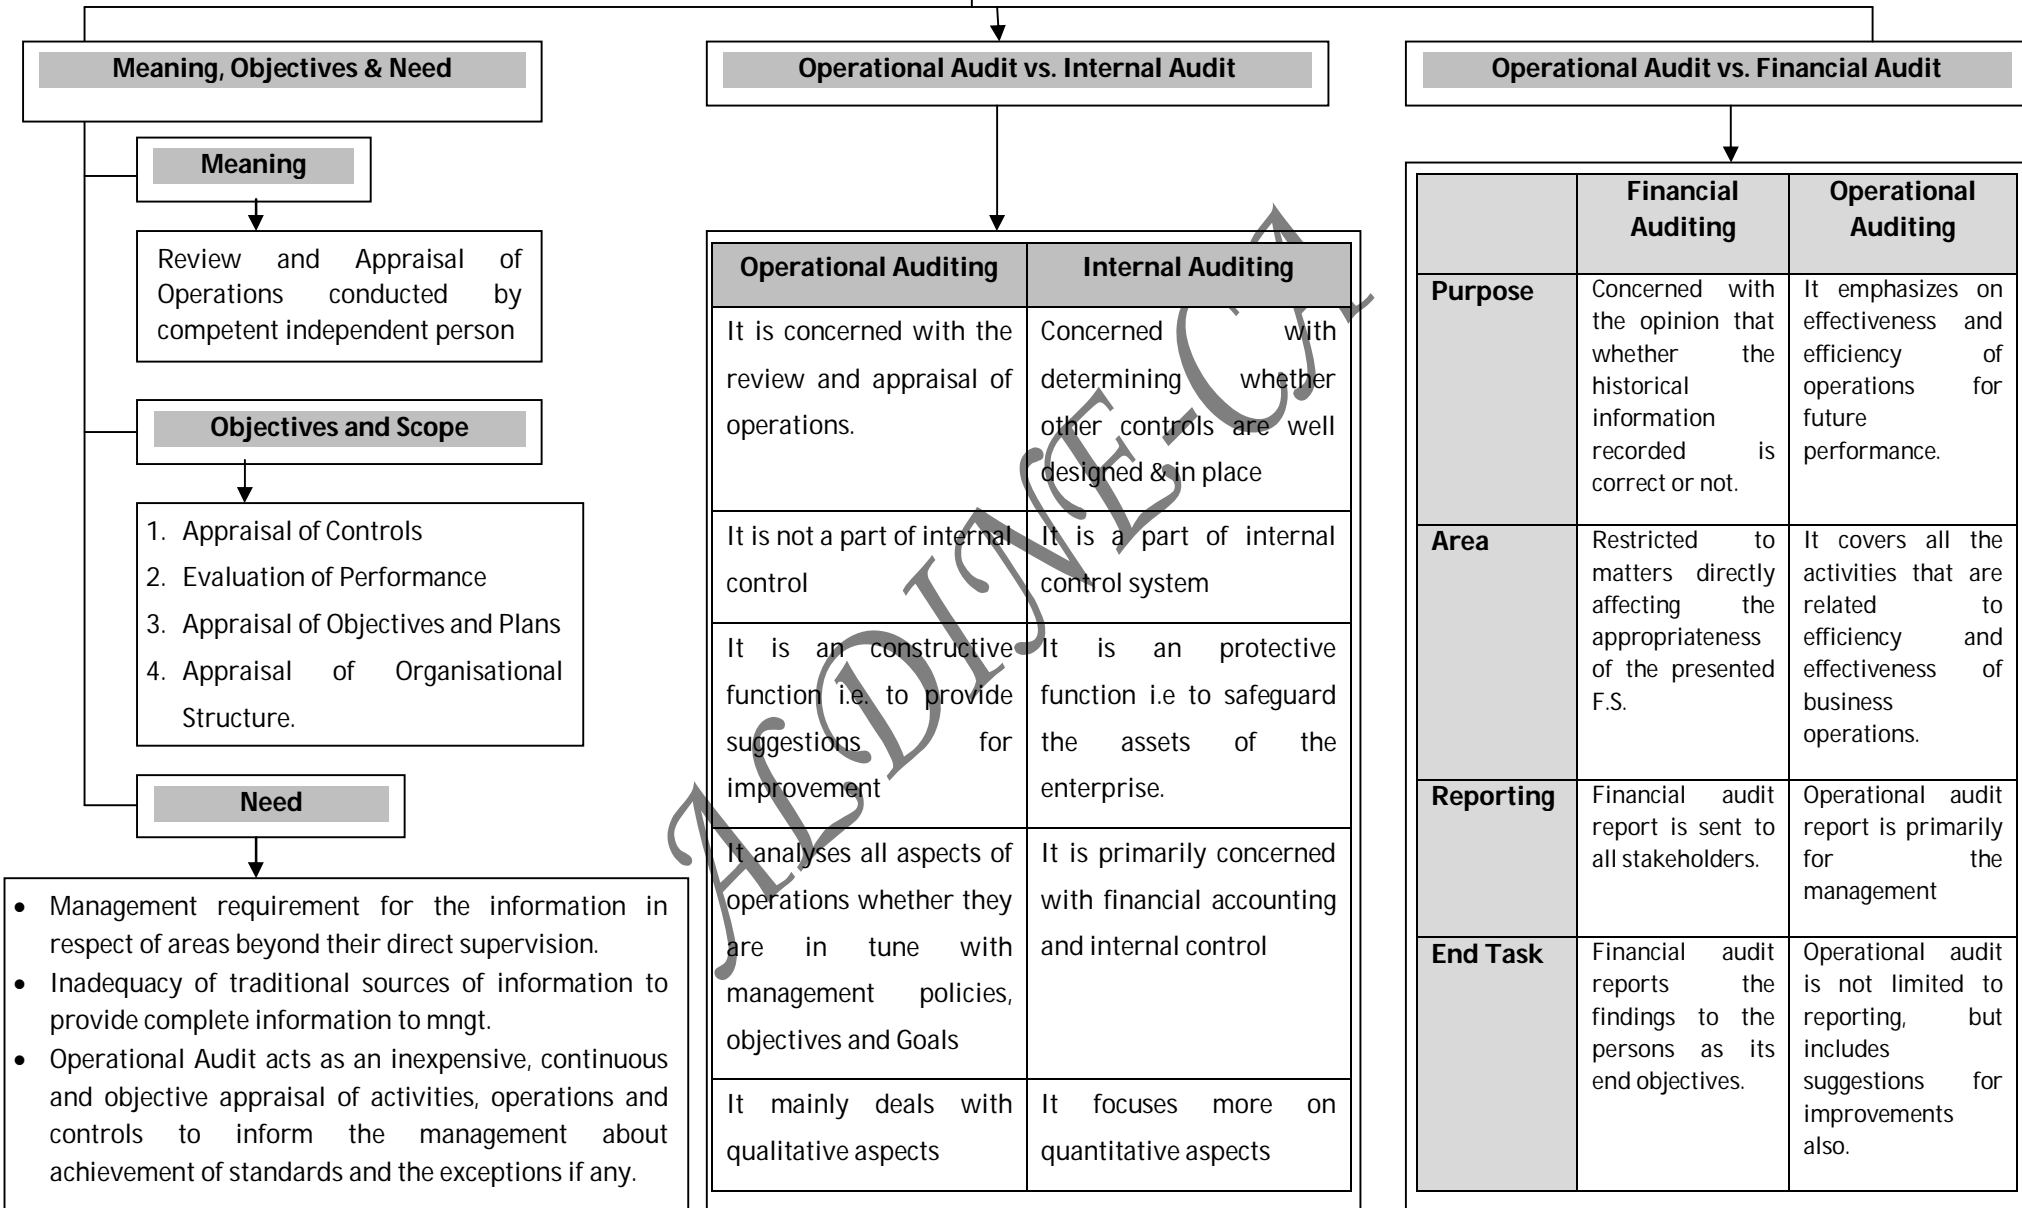 Meaning, Objectives & Need
Meaning
Review and Appraisal of
Operations conducted by
competent independent person
Objectives and Scope
1. Appraisal of Controls
2. Evaluation of Performance
3. Appraisal of Objectives and Plans
4. Appraisal of Organisational
Structure.
Need
• Management requirement for the information in
respect of areas beyond their direct supervision.
• Inadequacy of traditional sources of information to
provide complete information to mngt.
• Operational Audit acts as an inexpensive, continuous
and objective appraisal of activities, operations and
controls to inform the management about
achievement of standards and the exceptions if any.
Operational Audit vs. Internal Audit
Operational Auditing
Internal Auditing
It is concerned with the
review and appraisal of
operations.
Concerned with
determining whether
other controls are well
designed & in place
It is not a part of internal
control
It is a part of internal
control system
It is an constructive
function i.e. to provide
suggestions for
improvement
It is an protective
function i.e to safeguard
the assets of the
enterprise.
It analyses all aspects of
operations whether they
are in tune with
management policies,
objectives and Goals
It is primarily concerned
with financial accounting
and internal control
It mainly deals with
qualitative aspects
It focuses more on
quantitative aspects
ALDINE-CA
Operational Audit vs. Financial Audit
Financial
Auditing
Operational
Auditing
Purpose
Concerned with
the opinion that
whether the
historical
information
recorded is
correct or not.
It emphasizes on
effectiveness and
efficiency of
operations for
future
performance.
Area
Restricted to
matters directly
affecting the
appropriateness
of the presented
F.S.
It covers all the
activities that are
related to
efficiency and
effectiveness of
business
operations.
Reporting
Financial audit
report is sent to
all stakeholders.
Operational audit
report is primarily
for the
management
End Task
Financial audit
reports the
findings to the
persons as its
end objectives.
Operational audit
is not limited to
reporting, but
includes
suggestions for
improvements
also.